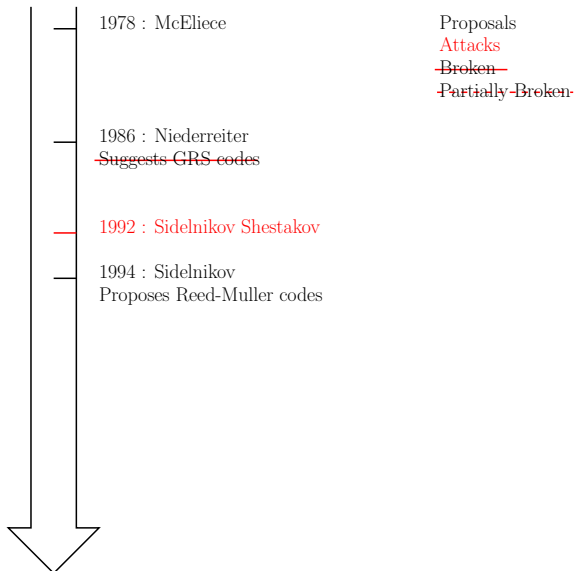 1978 : McEliece
1986 : Niederreiter
Suggests GRS codes
1992 : Sidelnikov Shestakov
1994 : Sidelnikov
Proposes Reed-Muller codes
Proposals
Attacks
Broken
Partially Broken